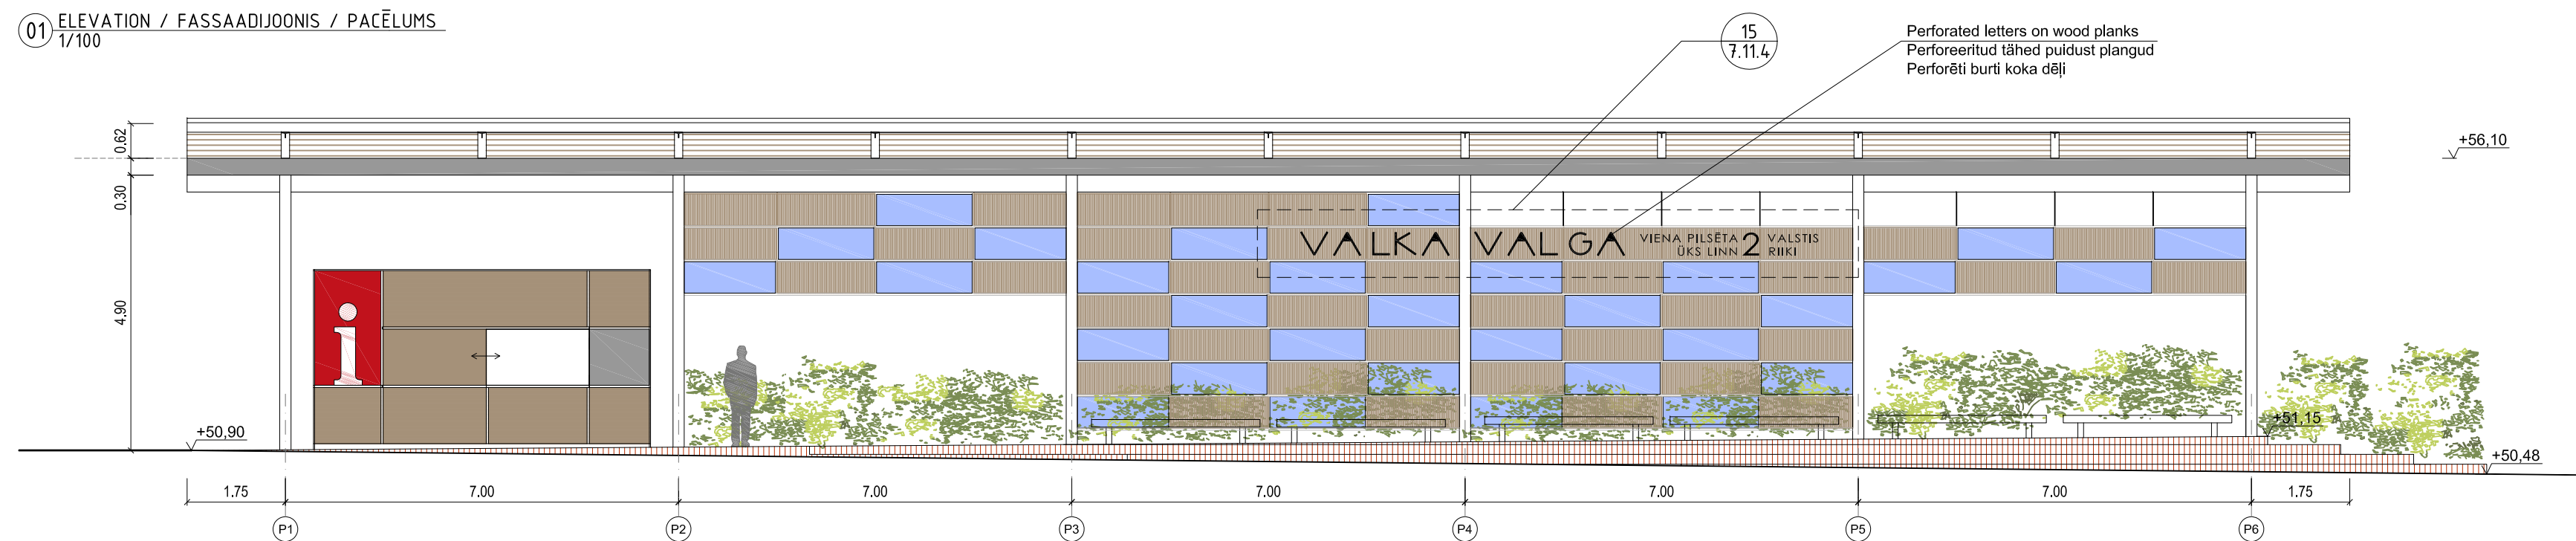 01 ELEVATION / FASSAADIJOONIS / PACĒLUMS
1/100
15
7.11.4
Perforated letters on wood planks
Perforeeritud tähed puidust plangud
Perforēti burti koka dēļi
0.62
+56,10
0.30
4.90
VALKA VALGA
VIENA PILSĒTA 2 VALSTIS
ÜKS LINN RIIKI
i
+50,90
+51,15
+50,48
1.75 7.00 7.00 7.00 7.00 7.00 1.75
P1 P2 P3 P4 P5 P6